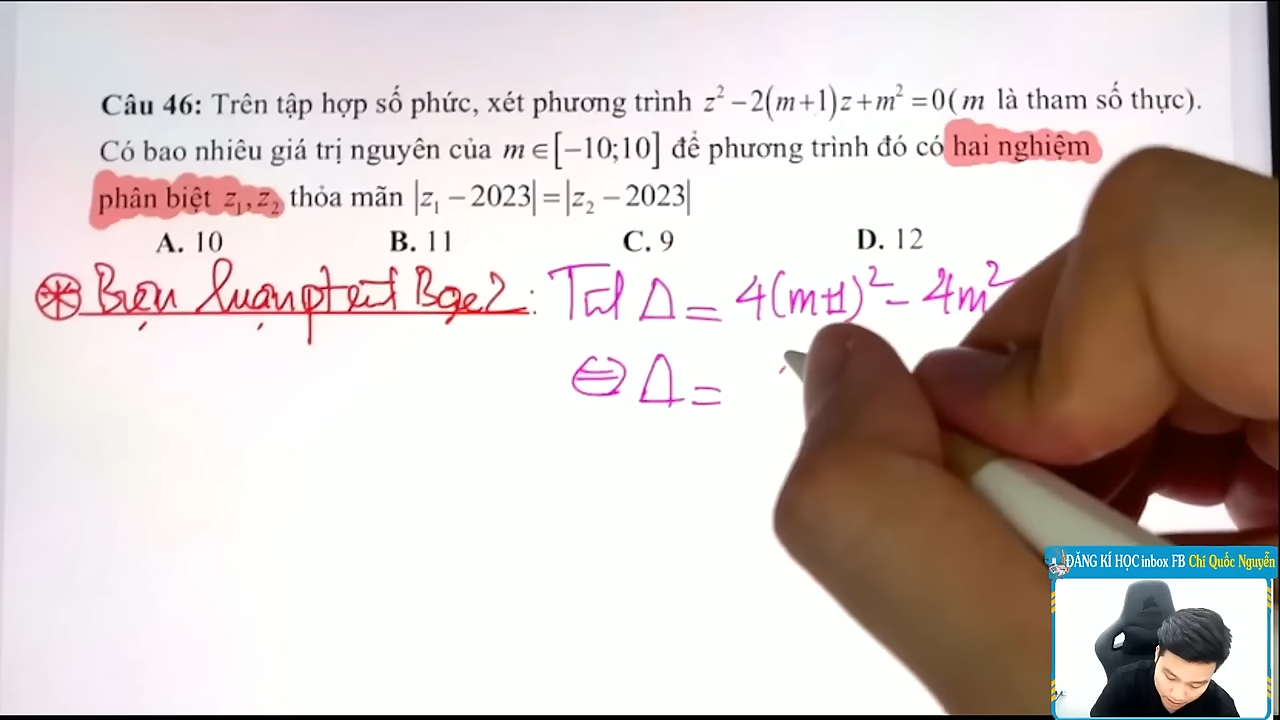 Câu 46: Trên tập hợp số phức, xét phương trình z² − 2(m+1)z + m² = 0 (m là tham số thực).
Có bao nhiêu giá trị nguyên của m ∈ [−10;10] để phương trình đó có hai nghiệm
phân biệt z₁, z₂ thỏa mãn |z₁ − 2023| = |z₂ − 2023|
A. 10 B. 11 C. 9 D. 12
Biện luận pt Bậc 2: Δ = 4(m+1)² − 4m²
⇔ Δ =
ĐĂNG KÍ HỌC inbox FB Chí Quốc Nguyễn